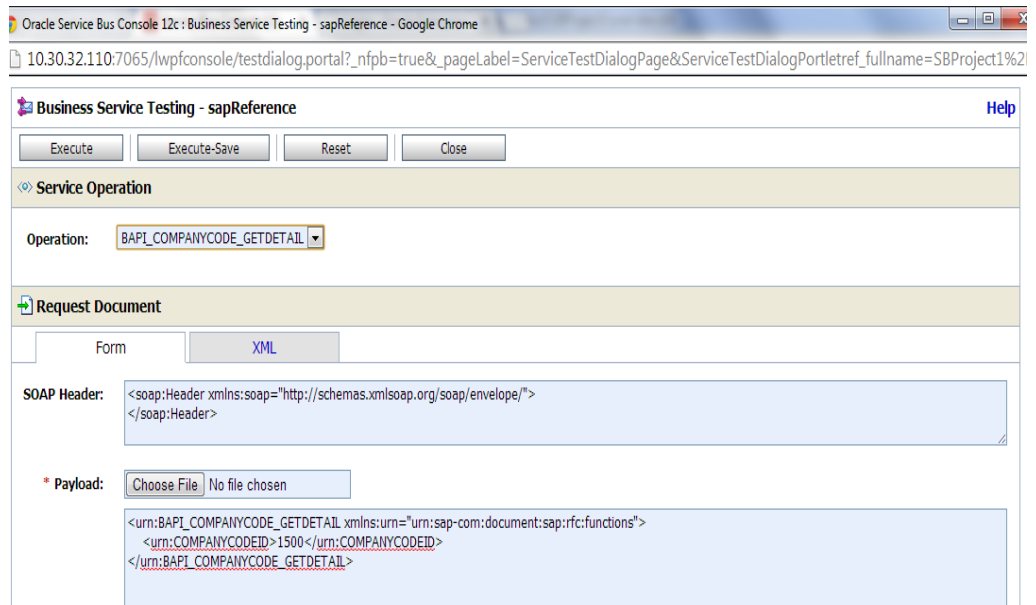 Oracle Service Bus Console 12c : Business Service Testing - sapReference - Google Chrome
10.30.32.110:7065/lwpfconsole/testdialog.portal?_nfpb=true&_pageLabel=ServiceTestDialogPage&ServiceTestDialogPortletref_fullname=SBProject1%2
Business Service Testing - sapReference Help
Execute Execute-Save Reset Close
Service Operation
Operation: BAPI_COMPANYCODE_GETDETAIL
Request Document
Form XML
SOAP Header: <soap:Header xmlns:soap="http://schemas.xmlsoap.org/soap/envelope/">
</soap:Header>
* Payload: Choose File No file chosen
<urn:BAPI_COMPANYCODE_GETDETAIL xmlns:urn="urn:sap-com:document:sap:rfc:functions">
<urn:COMPANYCODEID>1500</urn:COMPANYCODEID>
</urn:BAPI_COMPANYCODE_GETDETAIL>